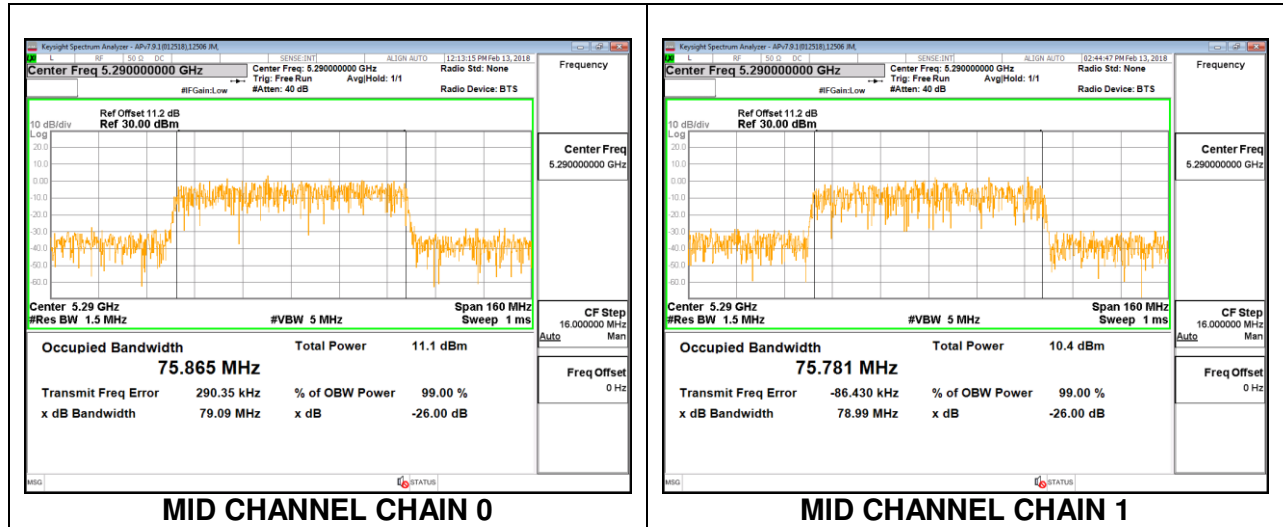 Keysight Spectrum Analyzer - APv7.9.1(012518),12506 JM,
L RF 50 Ω DC SENSE:INT ALIGN AUTO 12:13:15 PM Feb 13, 2018
Center Freq 5.290000000 GHz
Center Freq: 5.290000000 GHz Radio Std: None
Trig: Free Run Avg|Hold: 1/1
#IFGain:Low #Atten: 40 dB Radio Device: BTS
Frequency
Ref Offset 11.2 dB
10 dB/div Ref 30.00 dBm
Log
20.0
10.0
0.00
-10.0
-20.0
-30.0
-40.0
-50.0
-60.0
Center 5.29 GHz Span 160 MHz
#Res BW 1.5 MHz #VBW 5 MHz Sweep 1 ms
Center Freq
5.290000000 GHz
CF Step
16.000000 MHz
Auto Man
Freq Offset
0 Hz
Occupied Bandwidth Total Power 11.1 dBm
75.865 MHz
Transmit Freq Error 290.35 kHz % of OBW Power 99.00 %
x dB Bandwidth 79.09 MHz x dB -26.00 dB
MSG STATUS
MID CHANNEL CHAIN 0
Keysight Spectrum Analyzer - APv7.9.1(012518),12506 JM,
L RF 50 Ω DC SENSE:INT ALIGN AUTO 02:44:47 PM Feb 13, 2018
Center Freq 5.290000000 GHz
Center Freq: 5.290000000 GHz Radio Std: None
Trig: Free Run Avg|Hold: 1/1
#IFGain:Low #Atten: 40 dB Radio Device: BTS
Frequency
Ref Offset 11.2 dB
10 dB/div Ref 30.00 dBm
Log
20.0
10.0
0.00
-10.0
-20.0
-30.0
-40.0
-50.0
-60.0
Center 5.29 GHz Span 160 MHz
#Res BW 1.5 MHz #VBW 5 MHz Sweep 1 ms
Center Freq
5.290000000 GHz
CF Step
16.000000 MHz
Auto Man
Freq Offset
0 Hz
Occupied Bandwidth Total Power 10.4 dBm
75.781 MHz
Transmit Freq Error -86.430 kHz % of OBW Power 99.00 %
x dB Bandwidth 78.99 MHz x dB -26.00 dB
MSG STATUS
MID CHANNEL CHAIN 1